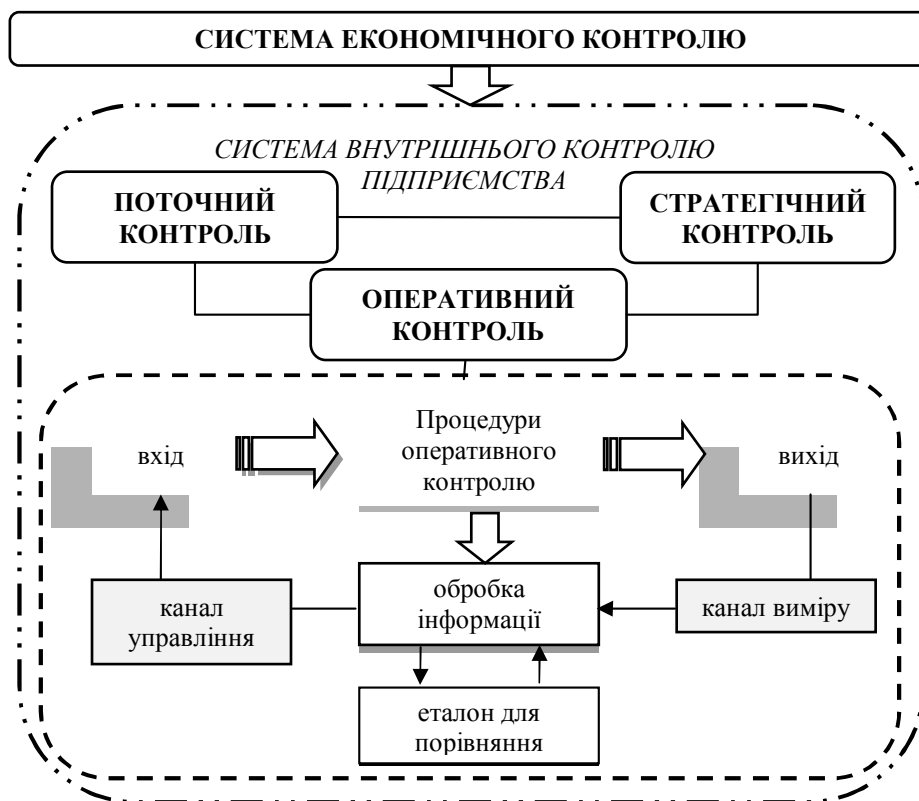 СИСТЕМА ЕКОНОМІЧНОГО КОНТРОЛЮ
СИСТЕМА ВНУТРІШНЬОГО КОНТРОЛЮ
ПІДПРИЄМСТВА
ПОТОЧНИЙ
КОНТРОЛЬ
СТРАТЕГІЧНИЙ
КОНТРОЛЬ
ОПЕРАТИВНИЙ
КОНТРОЛЬ
вхід
Процедури
оперативного
контролю
вихід
канал
управління
обробка
інформації
канал виміру
еталон для
порівняння